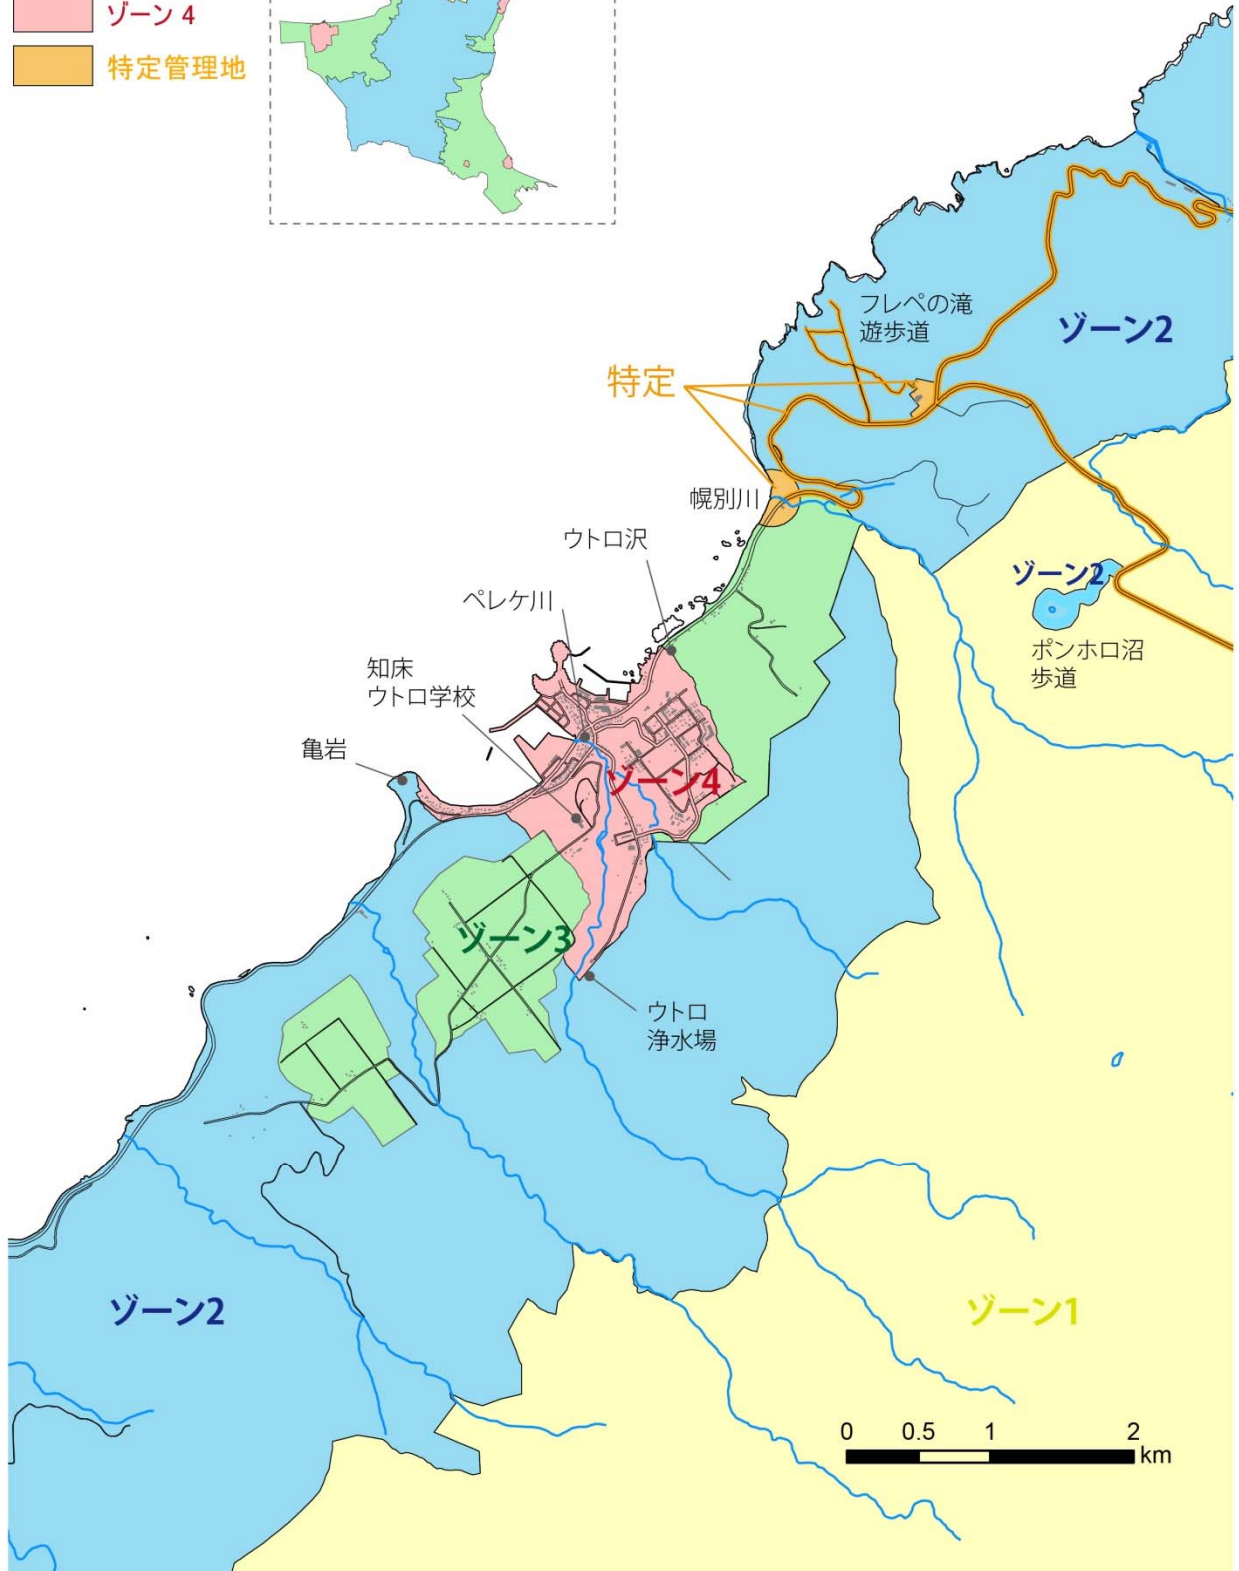 ゾーン 4
特定管理地
フレペの滝
遊歩道
ゾーン2
特定
幌別川
ウトロ沢
ゾーン2
ペレケ川
ポンホロ沼
歩道
知床
ウトロ学校
亀岩
ゾーン4
ゾーン3
ウトロ
浄水場
ゾーン2
ゾーン1
0 0.5 1 2
km